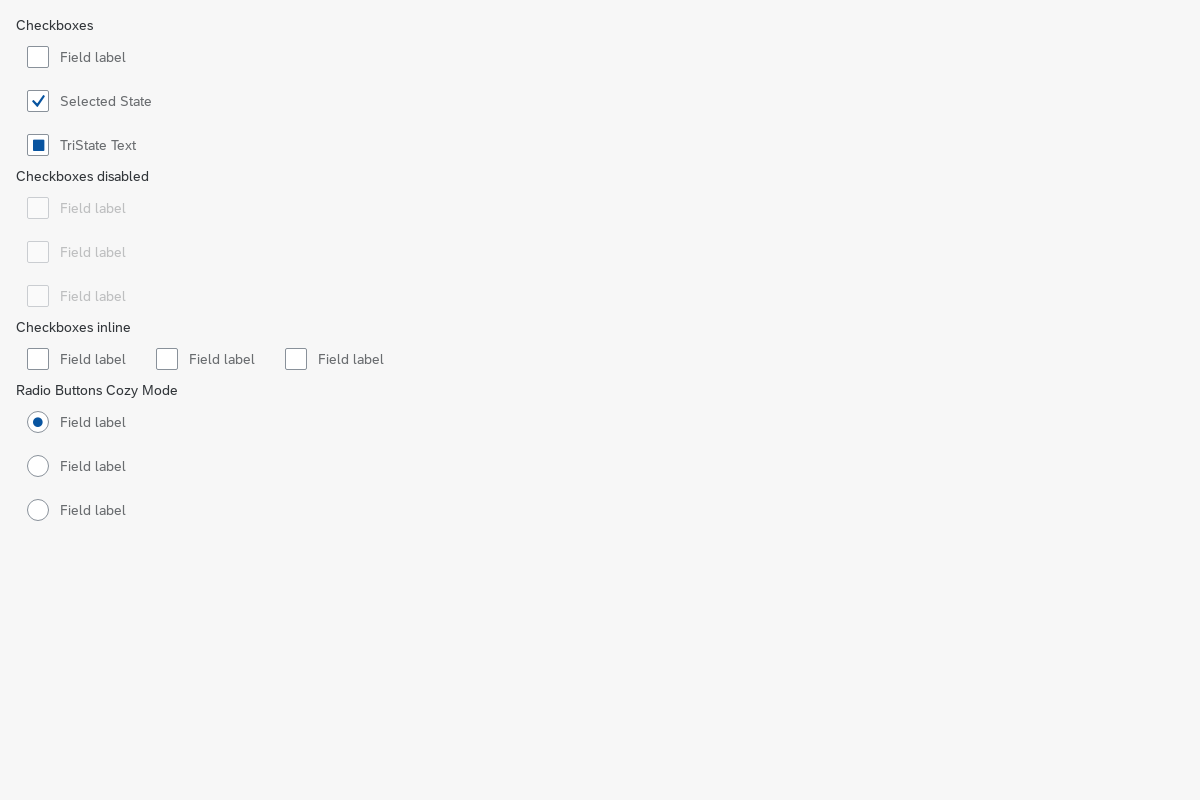 Checkboxes
Field label
Selected State
TriState Text
Checkboxes disabled
Field label
Field label
Field label
Checkboxes inline
Field label Field label Field label
Radio Buttons Cozy Mode
Field label
Field label
Field label